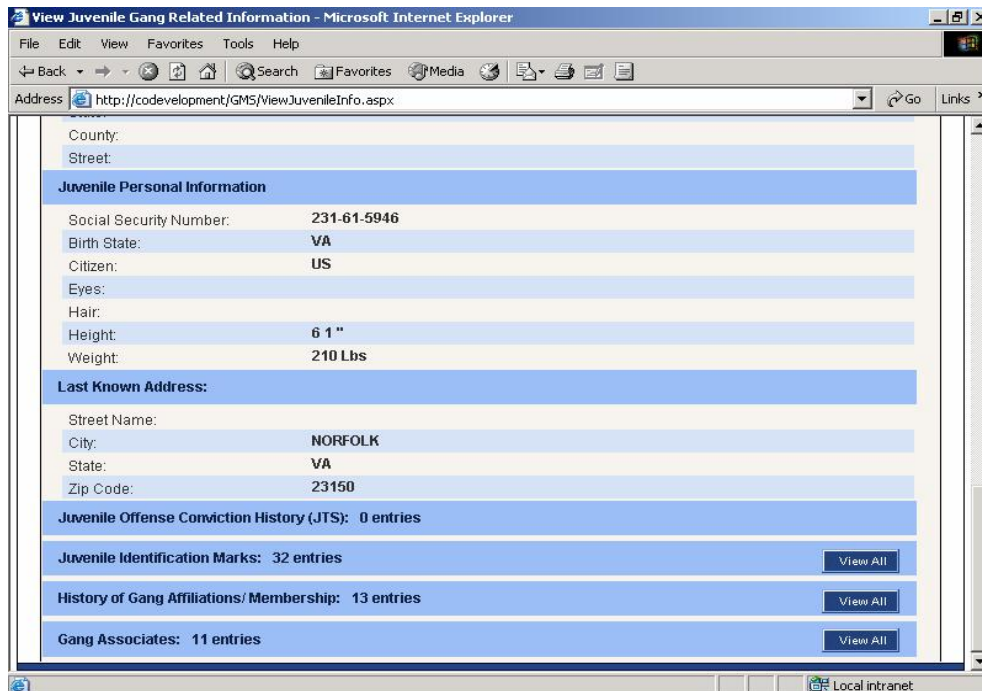 View Juvenile Gang Related Information - Microsoft Internet Explorer
File Edit View Favorites Tools Help
Back Search Favorites Media
Address http://codevelopment/GMS/ViewJuvenileInfo.aspx Go Links
County:
Street:
Juvenile Personal Information
Social Security Number: 231-61-5946
Birth State: VA
Citizen: US
Eyes:
Hair:
Height: 6 1 "
Weight: 210 Lbs
Last Known Address:
Street Name:
City: NORFOLK
State: VA
Zip Code: 23150
Juvenile Offense Conviction History (JTS): 0 entries
Juvenile Identification Marks: 32 entries View All
History of Gang Affiliations/ Membership: 13 entries View All
Gang Associates: 11 entries View All
Local intranet